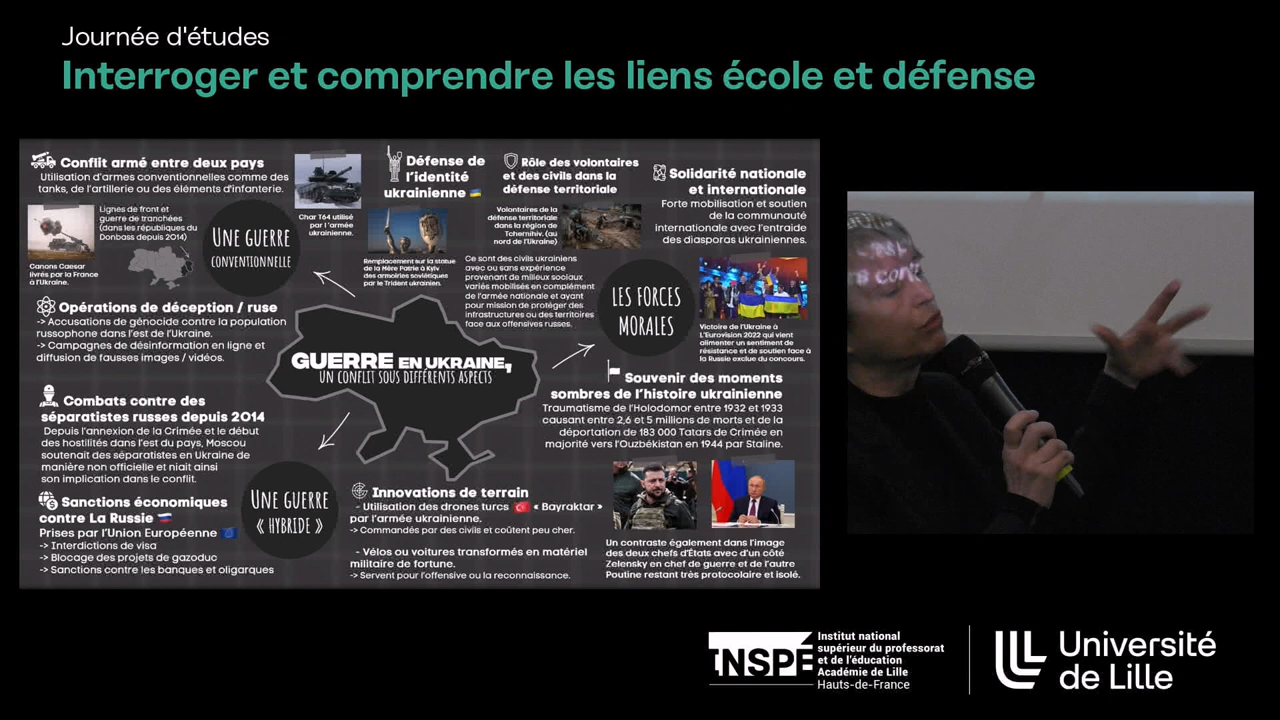 Journée d'études
Interroger et comprendre les liens école et défense
Conflit armé entre deux pays
Utilisation d'armes conventionnelles comme des
tanks, de l'artillerie ou des éléments d'infanterie.
Lignes de front et
guerre de tranchées
(dans les républiques du
Donbass depuis 2014)
Canons Caesar
livrés par la France
à l'Ukraine.
UNE GUERRE
CONVENTIONNELLE
Char T64 utilisé
par l'armée
ukrainienne.
Opérations de déception / ruse
-> Accusations de génocide contre la population
russophone dans l'est de l'Ukraine.
-> Campagnes de désinformation en ligne et
diffusion de fausses images / vidéos.
Défense de
l'identité
ukrainienne
Remplacement sur la statue
de la Mère Patrie à Kyiv
des armoiries soviétiques
par le Trident ukrainien.
Rôle des volontaires
et des civils dans la
défense territoriale
Volontaires de la
défense territoriale
dans la région de
Tchernihiv. (au
nord de l'Ukraine)
Ce sont des civils ukrainiens
avec ou sans expérience
provenant de milieux sociaux
variés mobilisés en complément
de l'armée nationale et ayant
pour mission de protéger des
infrastructures ou des territoires
face aux offensives russes.
Solidarité nationale
et internationale
Forte mobilisation et soutien
de la communauté
internationale avec l'entraide
des diasporas ukrainiennes.
LES FORCES
MORALES
Victoire de l'Ukraine à
L'Eurovision 2022 qui vient
alimenter un sentiment de
résistance et de soutien face à
la Russie exclue du concours.
GUERRE EN UKRAINE,
UN CONFLIT SOUS DIFFÉRENTS ASPECTS
Souvenir des moments
sombres de l'histoire ukrainienne
Traumatisme de l'Holodomor entre 1932 et 1933
causant entre 2,6 et 5 millions de morts et de la
déportation de 183 000 Tatars de Crimée en
majorité vers l'Ouzbékistan en 1944 par Staline.
Un contraste également dans l'image
des deux chefs d'États avec d'un côté
Zelensky en chef de guerre et de l'autre
Poutine restant très protocolaire et isolé.
Combats contre des
séparatistes russes depuis 2014
Depuis l'annexion de la Crimée et le début
des hostilités dans l'est du pays, Moscou
soutenait des séparatistes en Ukraine de
manière non officielle et niait ainsi
son implication dans le conflit.
Sanctions économiques
contre La Russie
Prises par l'Union Européenne
-> Interdictions de visa
-> Blocage des projets de gazoduc
-> Sanctions contre les banques et oligarques
UNE GUERRE
« HYBRIDE »
Innovations de terrain
- Utilisation des drones turcs « Bayraktar »
par l'armée ukrainienne.
-> Commandés par des civils et coûtent peu cher.
- Vélos ou voitures transformés en matériel
militaire de fortune.
-> Servent pour l'offensive ou la reconnaissance.
INSPÉ
Institut national
supérieur du professorat
et de l'éducation
Académie de Lille
Hauts-de-France
Université
de Lille